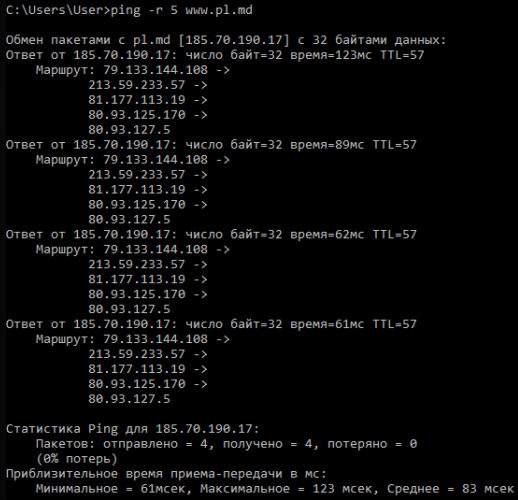 C:\Users\User>ping -r 5 www.pl.md
Обмен пакетами с pl.md [185.70.190.17] с 32 байтами данных:
Ответ от 185.70.190.17: число байт=32 время=123мс TTL=57
Маршрут: 79.133.144.108 ->
213.59.233.57 ->
81.177.113.19 ->
80.93.125.170 ->
80.93.127.5
Ответ от 185.70.190.17: число байт=32 время=89мс TTL=57
Маршрут: 79.133.144.108 ->
213.59.233.57 ->
81.177.113.19 ->
80.93.125.170 ->
80.93.127.5
Ответ от 185.70.190.17: число байт=32 время=62мс TTL=57
Маршрут: 79.133.144.108 ->
213.59.233.57 ->
81.177.113.19 ->
80.93.125.170 ->
80.93.127.5
Ответ от 185.70.190.17: число байт=32 время=61мс TTL=57
Маршрут: 79.133.144.108 ->
213.59.233.57 ->
81.177.113.19 ->
80.93.125.170 ->
80.93.127.5
Статистика Ping для 185.70.190.17:
Пакетов: отправлено = 4, получено = 4, потеряно = 0
(0% потерь)
Приблизительное время приема-передачи в мс:
Минимальное = 61мсек, Максимальное = 123 мсек, Среднее = 83 мсек